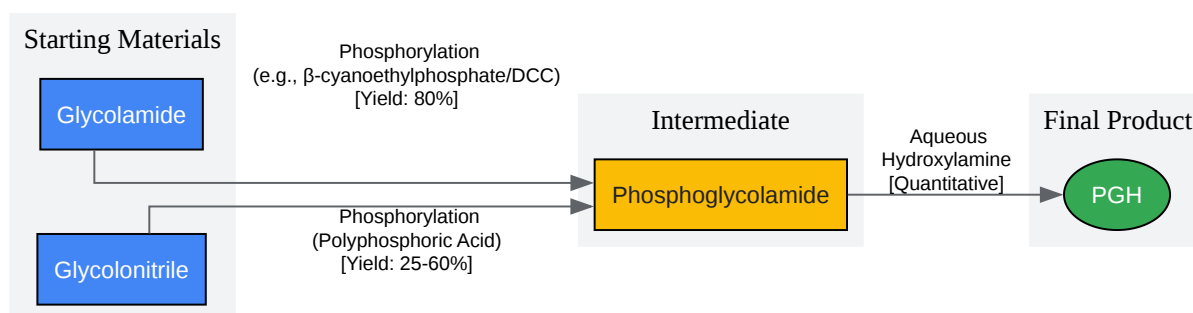 Starting Materials
Glycolamide
Glycolonitrile
Phosphorylation
(e.g., β-cyanoethylphosphate/DCC)
[Yield: 80%]
Phosphorylation
(Polyphosphoric Acid)
[Yield: 25-60%]
Intermediate
Phosphoglycolamide
Aqueous
Hydroxylamine
[Quantitative]
Final Product
PGH